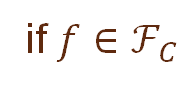 if 𝑓 ∈ ℱ𝐶